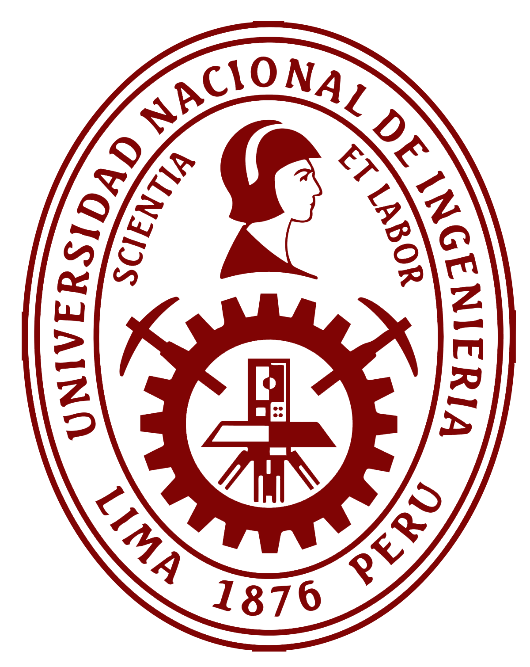 UNIVERSIDAD NACIONAL DE INGENIERIA
SCIENTIA ET LABOR
LIMA 1876 PERU